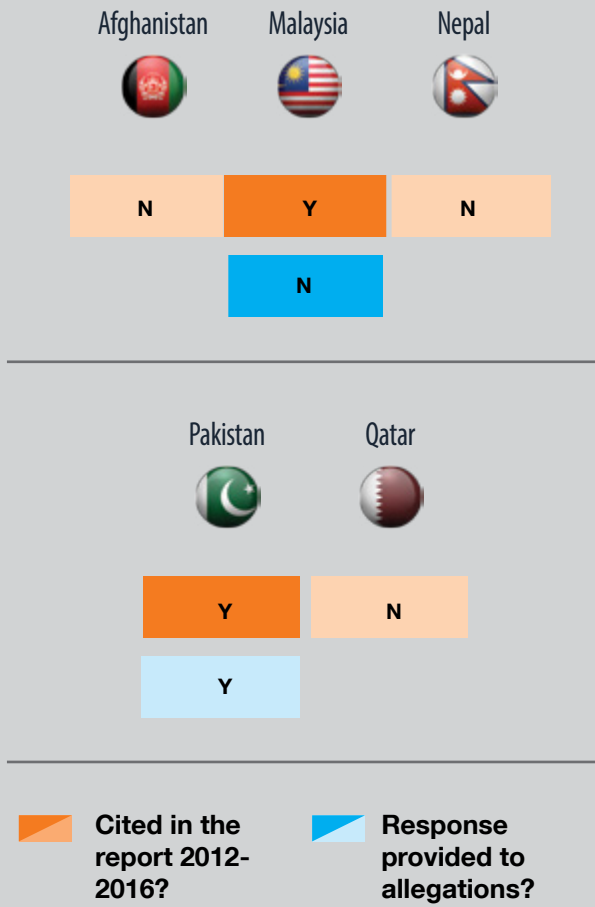 Afghanistan Malaysia Nepal
N Y N
N
Pakistan Qatar
Y N
Y
Cited in the
report 2012-
2016?
Response
provided to
allegations?